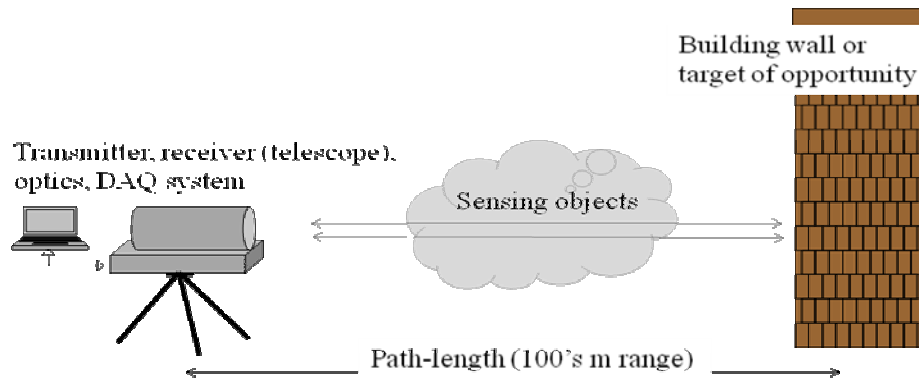 Building wall or
target of opportunity
Transmitter, receiver (telescope),
optics, DAQ system
Sensing objects
Path-length (100's m range)